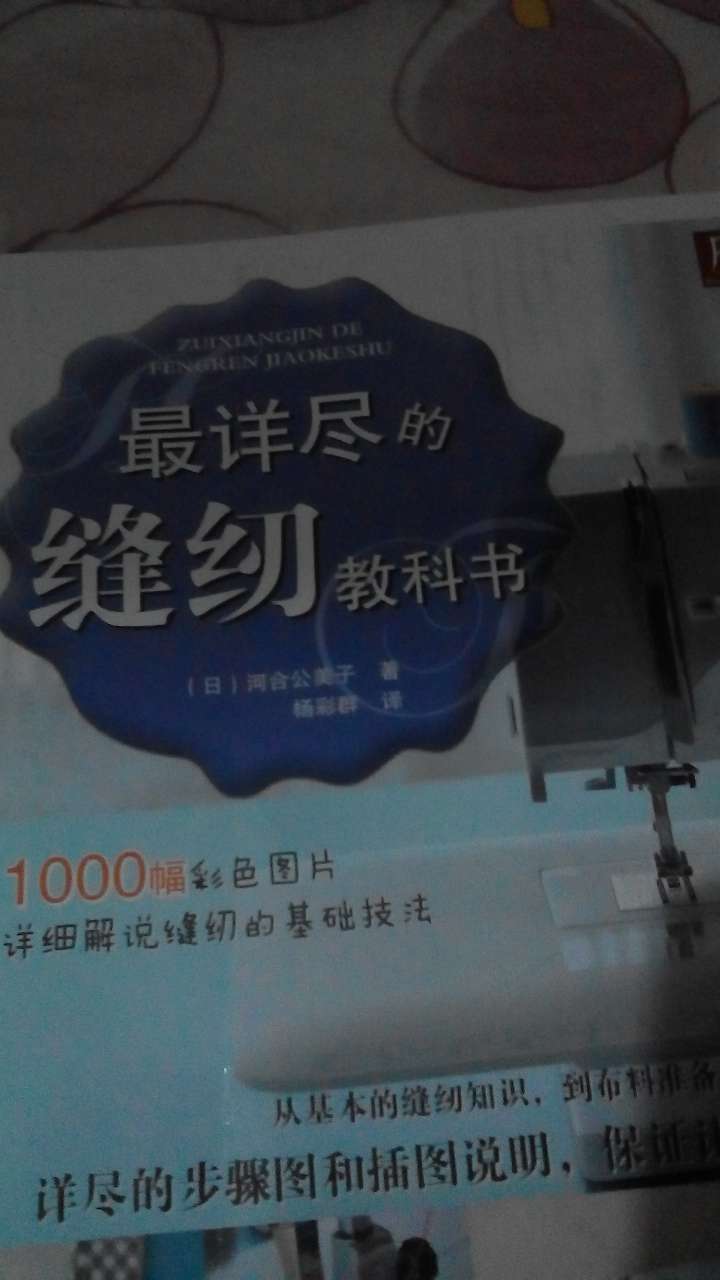 ZUIXIANGJIN DE
FENGREN JIAOKESHU
最详尽的
缝纫教科书
（日）河合公美子 著
杨彩群 译
1000幅彩色图片
详细解说缝纫的基础技法
从基本的缝纫知识，到布料准备
详尽的步骤图和插图说明，保证